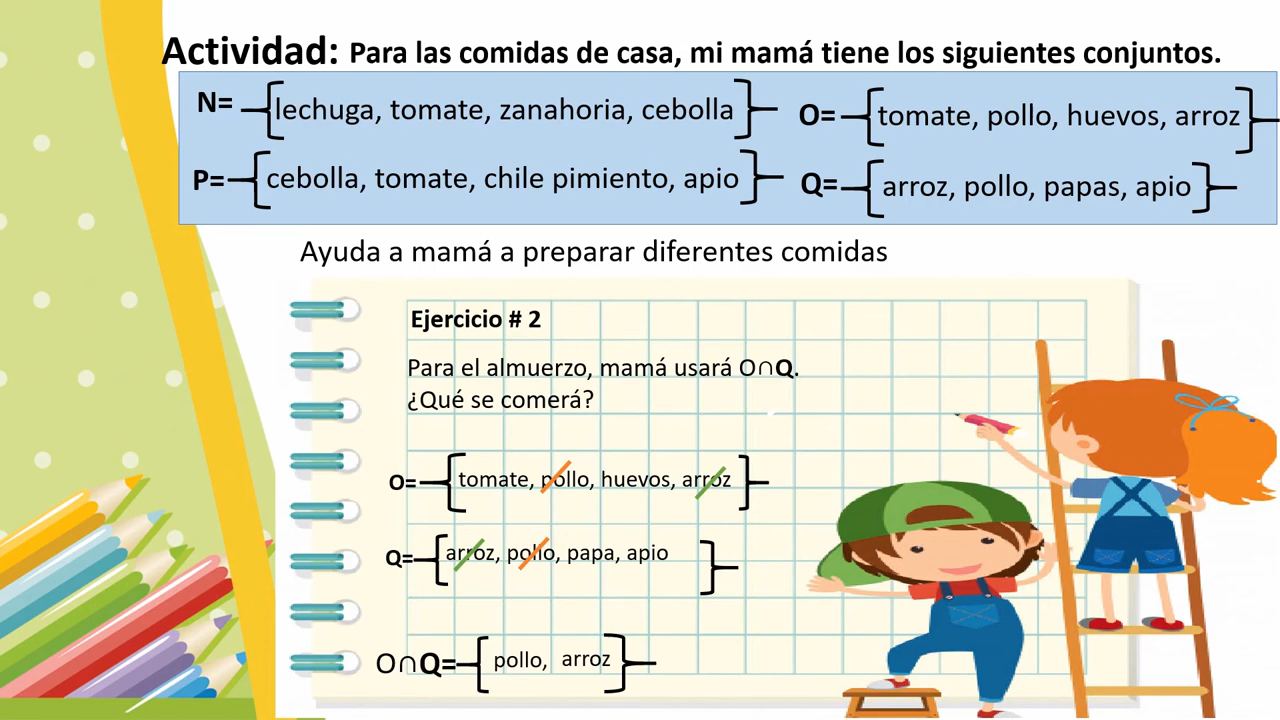 Actividad: Para las comidas de casa, mi mamá tiene los siguientes conjuntos.
N= {lechuga, tomate, zanahoria, cebolla}
O= {tomate, pollo, huevos, arroz}
P= {cebolla, tomate, chile pimiento, apio}
Q= {arroz, pollo, papas, apio}
Ayuda a mamá a preparar diferentes comidas
Ejercicio # 2
Para el almuerzo, mamá usará O∩Q.
¿Qué se comerá?
O= {tomate, pollo, huevos, arroz}
Q= {arroz, pollo, papa, apio}
O∩Q= {pollo, arroz}